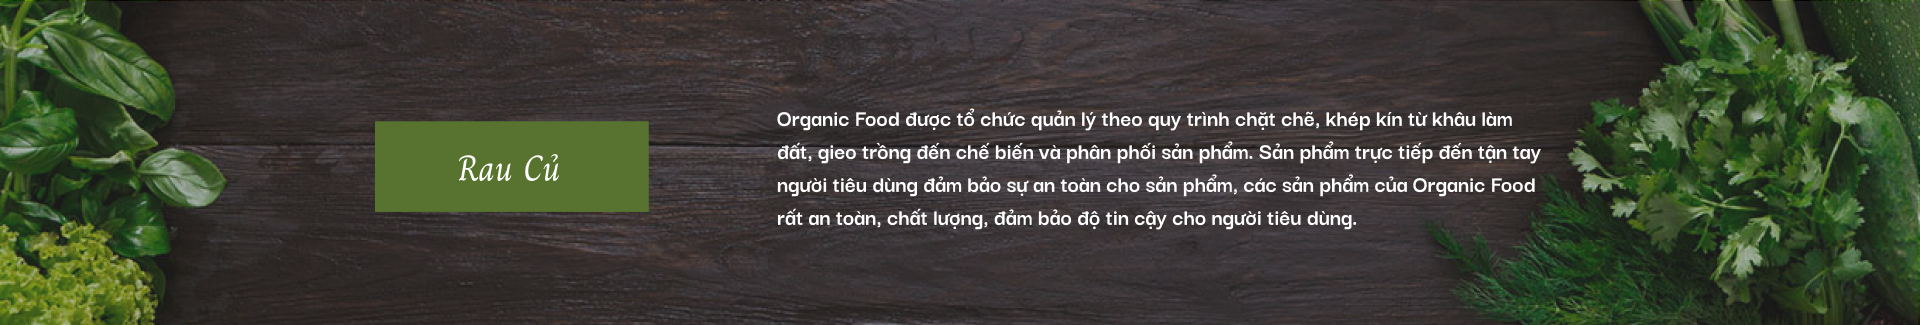 Rau Củ
Organic Food được tổ chức quản lý theo quy trình chặt chẽ, khép kín từ khâu làm
đất, gieo trồng đến chế biến và phân phối sản phẩm. Sản phẩm trực tiếp đến tận tay
người tiêu dùng đảm bảo sự an toàn cho sản phẩm, các sản phẩm của Organic Food
rất an toàn, chất lượng, đảm bảo độ tin cậy cho người tiêu dùng.